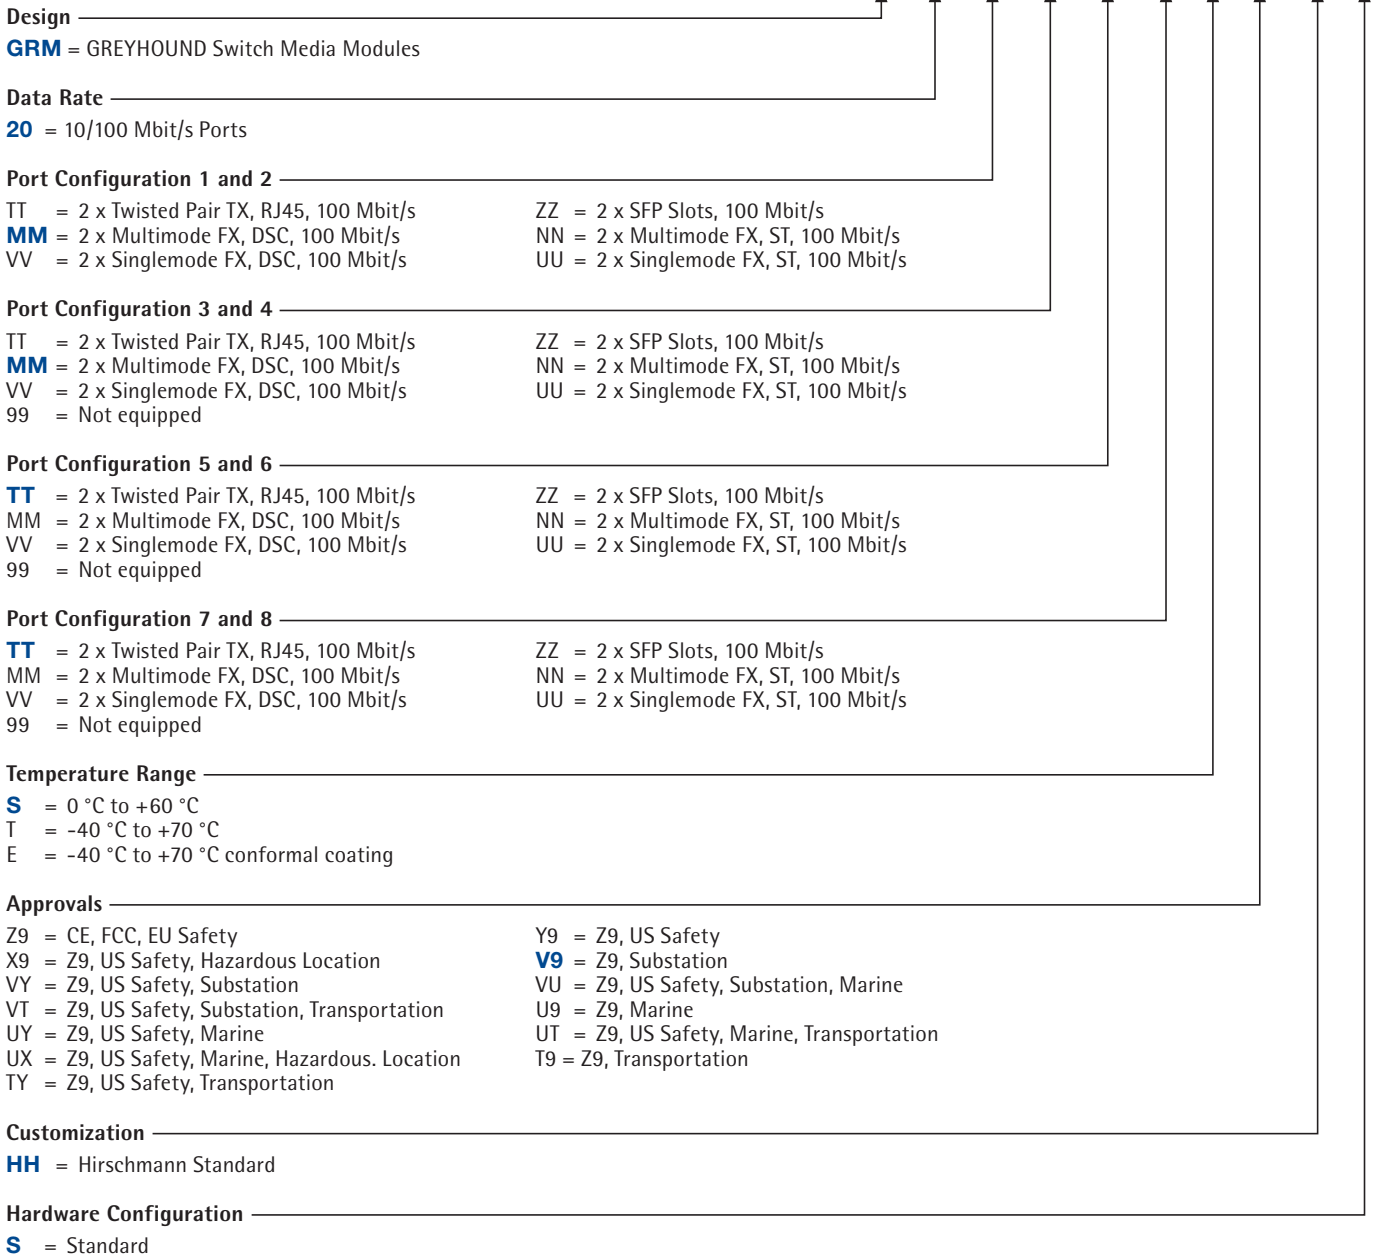 Design
GRM = GREYHOUND Switch Media Modules
Data Rate
20 = 10/100 Mbit/s Ports
Port Configuration 1 and 2
TT = 2 x Twisted Pair TX, RJ45, 100 Mbit/s ZZ = 2 x SFP Slots, 100 Mbit/s
MM = 2 x Multimode FX, DSC, 100 Mbit/s NN = 2 x Multimode FX, ST, 100 Mbit/s
VV = 2 x Singlemode FX, DSC, 100 Mbit/s UU = 2 x Singlemode FX, ST, 100 Mbit/s
Port Configuration 3 and 4
TT = 2 x Twisted Pair TX, RJ45, 100 Mbit/s ZZ = 2 x SFP Slots, 100 Mbit/s
MM = 2 x Multimode FX, DSC, 100 Mbit/s NN = 2 x Multimode FX, ST, 100 Mbit/s
VV = 2 x Singlemode FX, DSC, 100 Mbit/s UU = 2 x Singlemode FX, ST, 100 Mbit/s
99 = Not equipped
Port Configuration 5 and 6
TT = 2 x Twisted Pair TX, RJ45, 100 Mbit/s ZZ = 2 x SFP Slots, 100 Mbit/s
MM = 2 x Multimode FX, DSC, 100 Mbit/s NN = 2 x Multimode FX, ST, 100 Mbit/s
VV = 2 x Singlemode FX, DSC, 100 Mbit/s UU = 2 x Singlemode FX, ST, 100 Mbit/s
99 = Not equipped
Port Configuration 7 and 8
TT = 2 x Twisted Pair TX, RJ45, 100 Mbit/s ZZ = 2 x SFP Slots, 100 Mbit/s
MM = 2 x Multimode FX, DSC, 100 Mbit/s NN = 2 x Multimode FX, ST, 100 Mbit/s
VV = 2 x Singlemode FX, DSC, 100 Mbit/s UU = 2 x Singlemode FX, ST, 100 Mbit/s
99 = Not equipped
Temperature Range
S = 0 °C to +60 °C
T = -40 °C to +70 °C
E = -40 °C to +70 °C conformal coating
Approvals
Z9 = CE, FCC, EU Safety Y9 = Z9, US Safety
X9 = Z9, US Safety, Hazardous Location V9 = Z9, Substation
VY = Z9, US Safety, Substation VU = Z9, US Safety, Substation, Marine
VT = Z9, US Safety, Substation, Transportation U9 = Z9, Marine
UY = Z9, US Safety, Marine UT = Z9, US Safety, Marine, Transportation
UX = Z9, US Safety, Marine, Hazardous. Location T9 = Z9, Transportation
TY = Z9, US Safety, Transportation
Customization
HH = Hirschmann Standard
Hardware Configuration
S = Standard